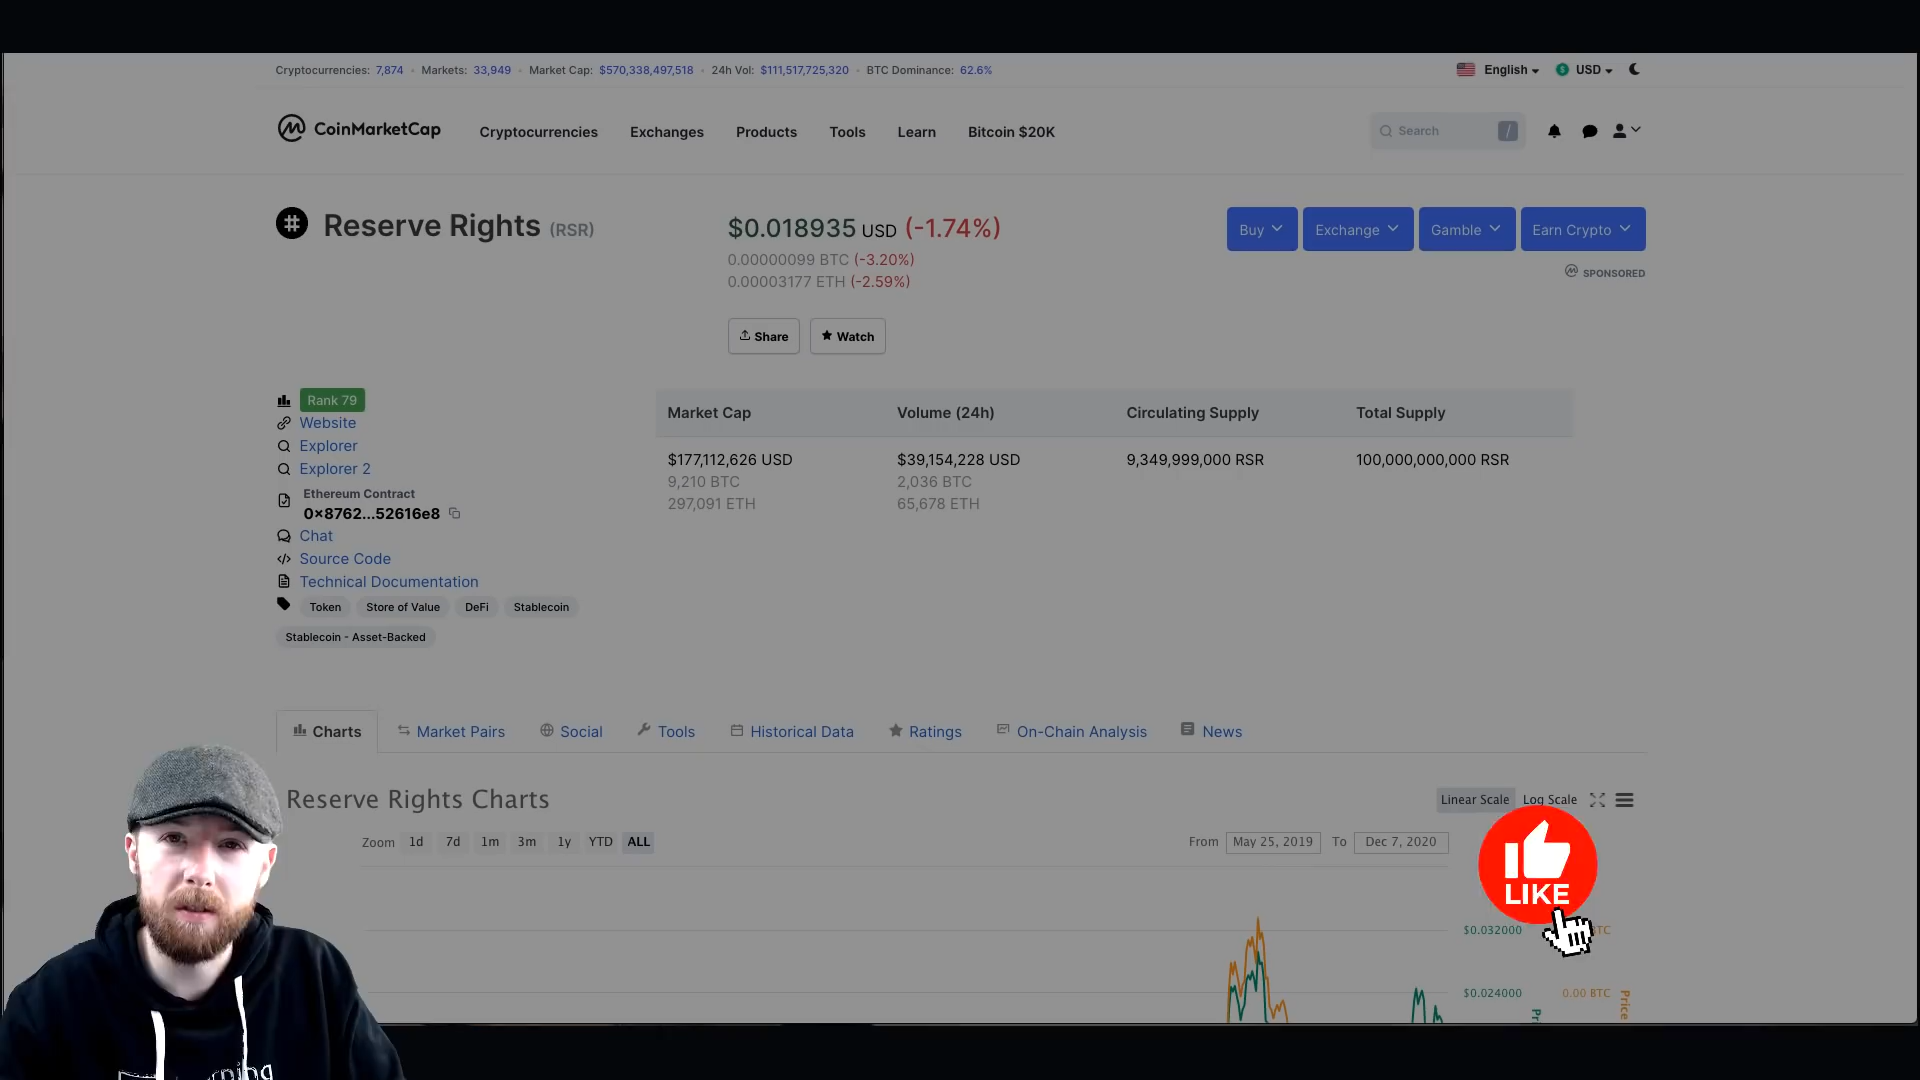 Cryptocurrencies: 7,874 • Markets: 33,949 • Market Cap: $570,338,497,518 • 24h Vol: $111,517,725,320 • BTC Dominance: 62.6%
English USD
CoinMarketCap Cryptocurrencies Exchanges Products Tools Learn Bitcoin $20K Search /
Reserve Rights (RSR) $0.018935 USD (-1.74%) Buy Exchange Gamble Earn Crypto
0.00000099 BTC (-3.20%)
0.00003177 ETH (-2.59%)
SPONSORED
Share Watch
Rank 79
Website
Explorer
Explorer 2
Ethereum Contract
0x8762...52616e8
Chat
Source Code
Technical Documentation
Token Store of Value DeFi Stablecoin
Stablecoin - Asset-Backed
Market Cap Volume (24h) Circulating Supply Total Supply
$177,112,626 USD $39,154,228 USD 9,349,999,000 RSR 100,000,000,000 RSR
9,210 BTC 2,036 BTC
297,091 ETH 65,678 ETH
Charts Market Pairs Social Tools Historical Data Ratings On-Chain Analysis News
Reserve Rights Charts
Linear Scale Log Scale
Zoom 1d 7d 1m 3m 1y YTD ALL From May 25, 2019 To Dec 7, 2020
LIKE
$0.032000
$0.024000 0.00 BTC
Price